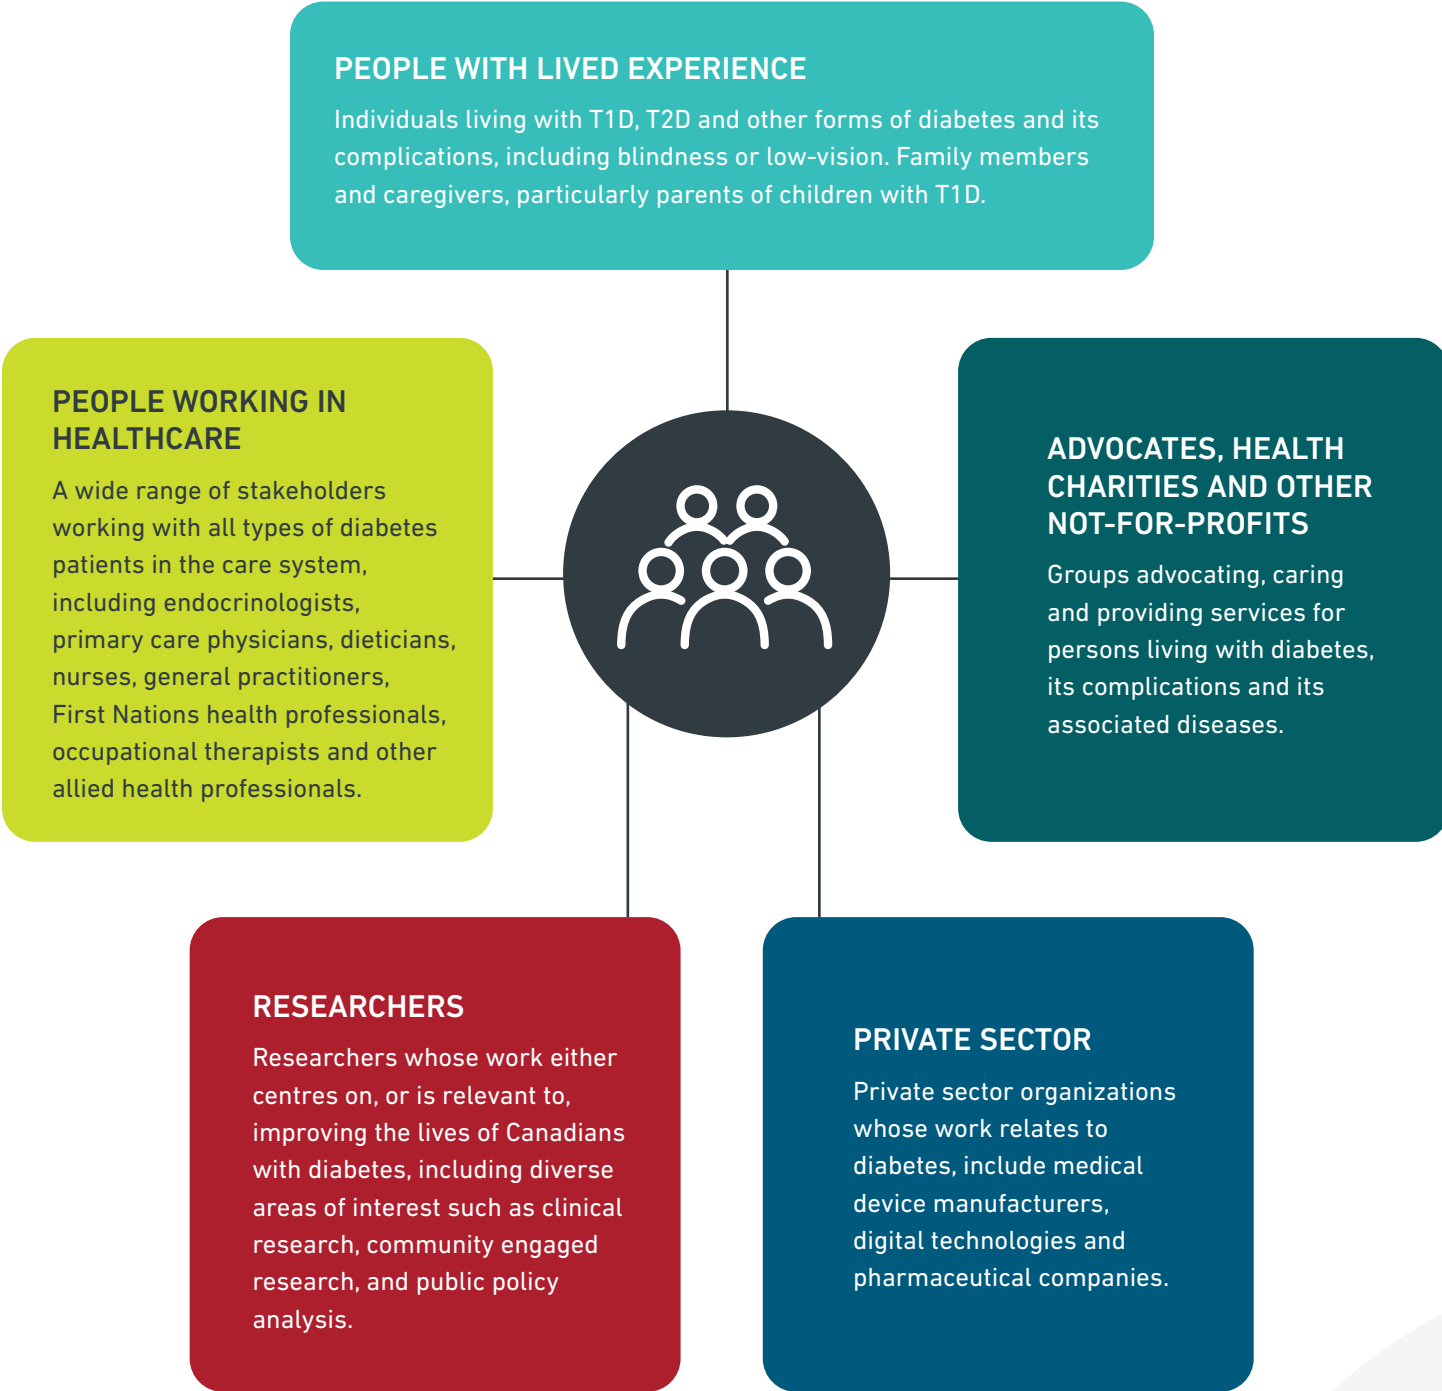 PEOPLE WITH LIVED EXPERIENCE
Individuals living with T1D, T2D and other forms of diabetes and its
complications, including blindness or low-vision. Family members
and caregivers, particularly parents of children with T1D.
PEOPLE WORKING IN
HEALTHCARE
A wide range of stakeholders
working with all types of diabetes
patients in the care system,
including endocrinologists,
primary care physicians, dieticians,
nurses, general practitioners,
First Nations health professionals,
occupational therapists and other
allied health professionals.
ADVOCATES, HEALTH
CHARITIES AND OTHER
NOT-FOR-PROFITS
Groups advocating, caring
and providing services for
persons living with diabetes,
its complications and its
associated diseases.
RESEARCHERS
Researchers whose work either
centres on, or is relevant to,
improving the lives of Canadians
with diabetes, including diverse
areas of interest such as clinical
research, community engaged
research, and public policy
analysis.
PRIVATE SECTOR
Private sector organizations
whose work relates to
diabetes, include medical
device manufacturers,
digital technologies and
pharmaceutical companies.